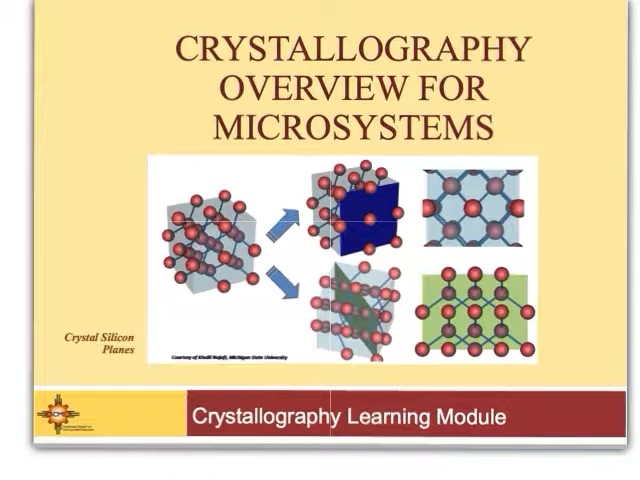 CRYSTALLOGRAPHY
OVERVIEW FOR
MICROSYSTEMS
Crystal Silicon
Planes
Courtesy of Khalil Najafi, Michigan State University
Crystallography Learning Module